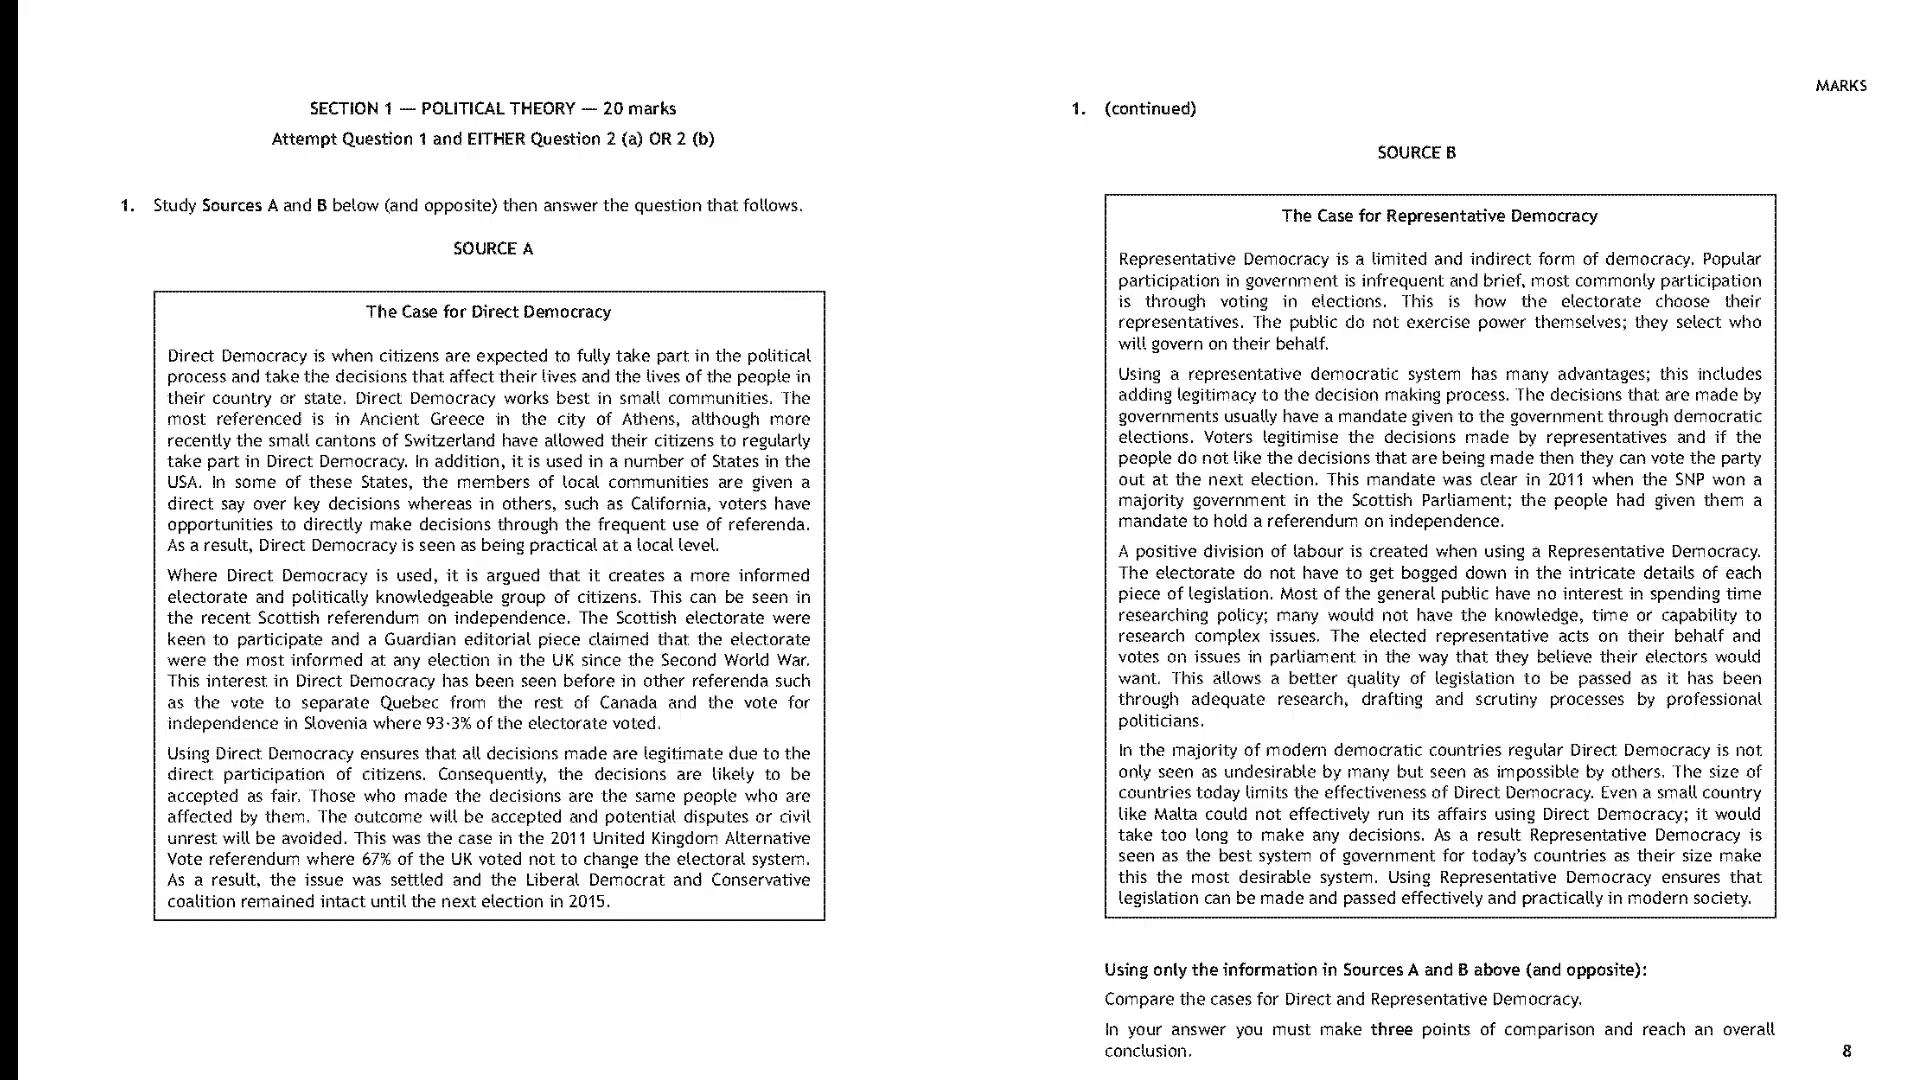 SECTION 1 — POLITICAL THEORY — 20 marks
Attempt Question 1 and EITHER Question 2 (a) OR 2 (b)
1. Study Sources A and B below (and opposite) then answer the question that follows.
SOURCE A
The Case for Direct Democracy
Direct Democracy is when citizens are expected to fully take part in the political
process and take the decisions that affect their lives and the lives of the people in
their country or state. Direct Democracy works best in small communities. The
most referenced is in Ancient Greece in the city of Athens, although more
recently the small cantons of Switzerland have allowed their citizens to regularly
take part in Direct Democracy. In addition, it is used in a number of States in the
USA. In some of these States, the members of local communities are given a
direct say over key decisions whereas in others, such as California, voters have
opportunities to directly make decisions through the frequent use of referenda.
As a result, Direct Democracy is seen as being practical at a local level.
Where Direct Democracy is used, it is argued that it creates a more informed
electorate and politically knowledgeable group of citizens. This can be seen in
the recent Scottish referendum on independence. The Scottish electorate were
keen to participate and a Guardian editorial piece claimed that the electorate
were the most informed at any election in the UK since the Second World War.
This interest in Direct Democracy has been seen before in other referenda such
as the vote to separate Quebec from the rest of Canada and the vote for
independence in Slovenia where 93·3% of the electorate voted.
Using Direct Democracy ensures that all decisions made are legitimate due to the
direct participation of citizens. Consequently, the decisions are likely to be
accepted as fair. Those who made the decisions are the same people who are
affected by them. The outcome will be accepted and potential disputes or civil
unrest will be avoided. This was the case in the 2011 United Kingdom Alternative
Vote referendum where 67% of the UK voted not to change the electoral system.
As a result, the issue was settled and the Liberal Democrat and Conservative
coalition remained intact until the next election in 2015.
MARKS
1. (continued)
SOURCE B
The Case for Representative Democracy
Representative Democracy is a limited and indirect form of democracy. Popular
participation in government is infrequent and brief, most commonly participation
is through voting in elections. This is how the electorate choose their
representatives. The public do not exercise power themselves; they select who
will govern on their behalf.
Using a representative democratic system has many advantages; this includes
adding legitimacy to the decision making process. The decisions that are made by
governments usually have a mandate given to the government through democratic
elections. Voters legitimise the decisions made by representatives and if the
people do not like the decisions that are being made then they can vote the party
out at the next election. This mandate was clear in 2011 when the SNP won a
majority government in the Scottish Parliament; the people had given them a
mandate to hold a referendum on independence.
A positive division of labour is created when using a Representative Democracy.
The electorate do not have to get bogged down in the intricate details of each
piece of legislation. Most of the general public have no interest in spending time
researching policy; many would not have the knowledge, time or capability to
research complex issues. The elected representative acts on their behalf and
votes on issues in parliament in the way that they believe their electors would
want. This allows a better quality of legislation to be passed as it has been
through adequate research, drafting and scrutiny processes by professional
politicians.
In the majority of modern democratic countries regular Direct Democracy is not
only seen as undesirable by many but seen as impossible by others. The size of
countries today limits the effectiveness of Direct Democracy. Even a small country
like Malta could not effectively run its affairs using Direct Democracy; it would
take too long to make any decisions. As a result Representative Democracy is
seen as the best system of government for today's countries as their size make
this the most desirable system. Using Representative Democracy ensures that
legislation can be made and passed effectively and practically in modern society.
Using only the information in Sources A and B above (and opposite):
Compare the cases for Direct and Representative Democracy.
In your answer you must make three points of comparison and reach an overall
conclusion. 8